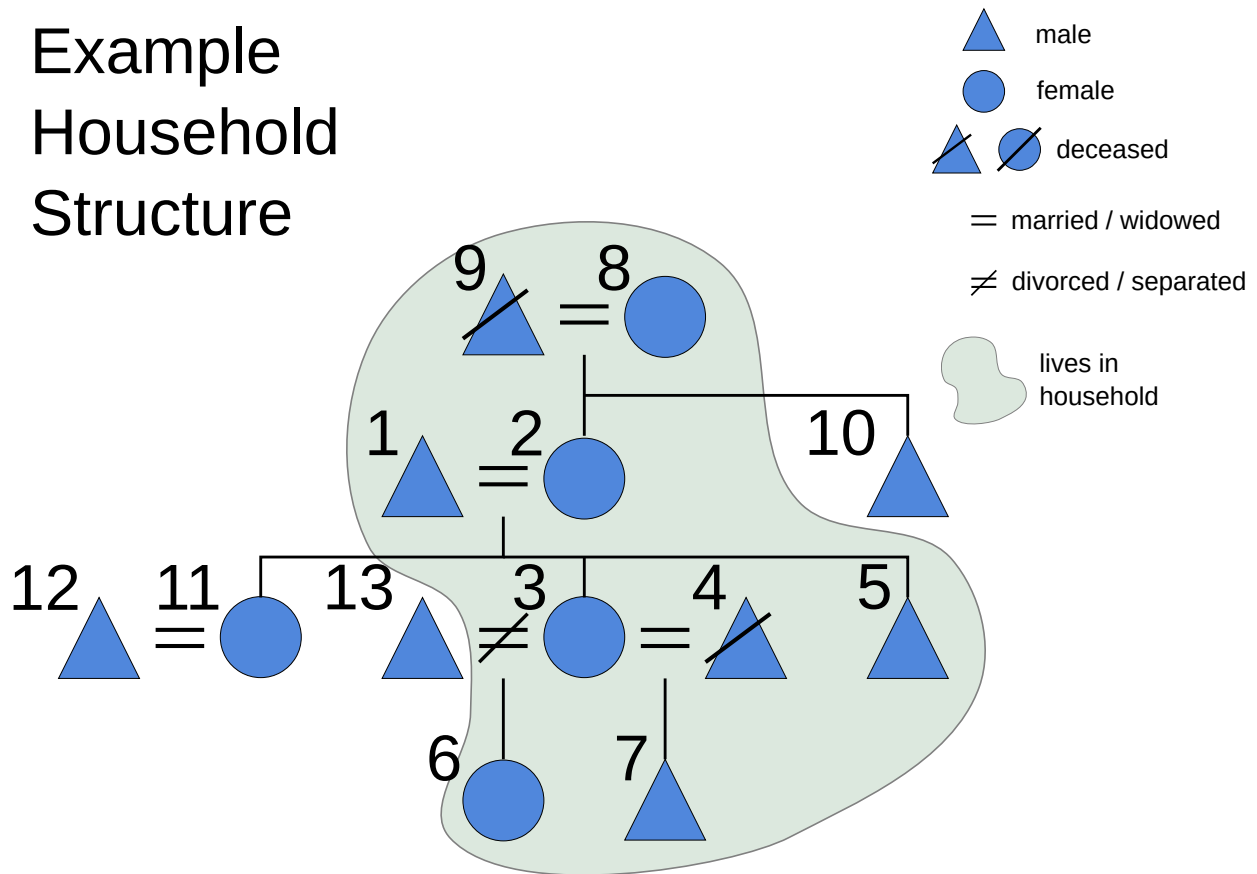 Example
Household
Structure
male
female
deceased
married / widowed
divorced / separated
lives in
household
9 8
1 2 10
12 11 13 3 4 5
6 7